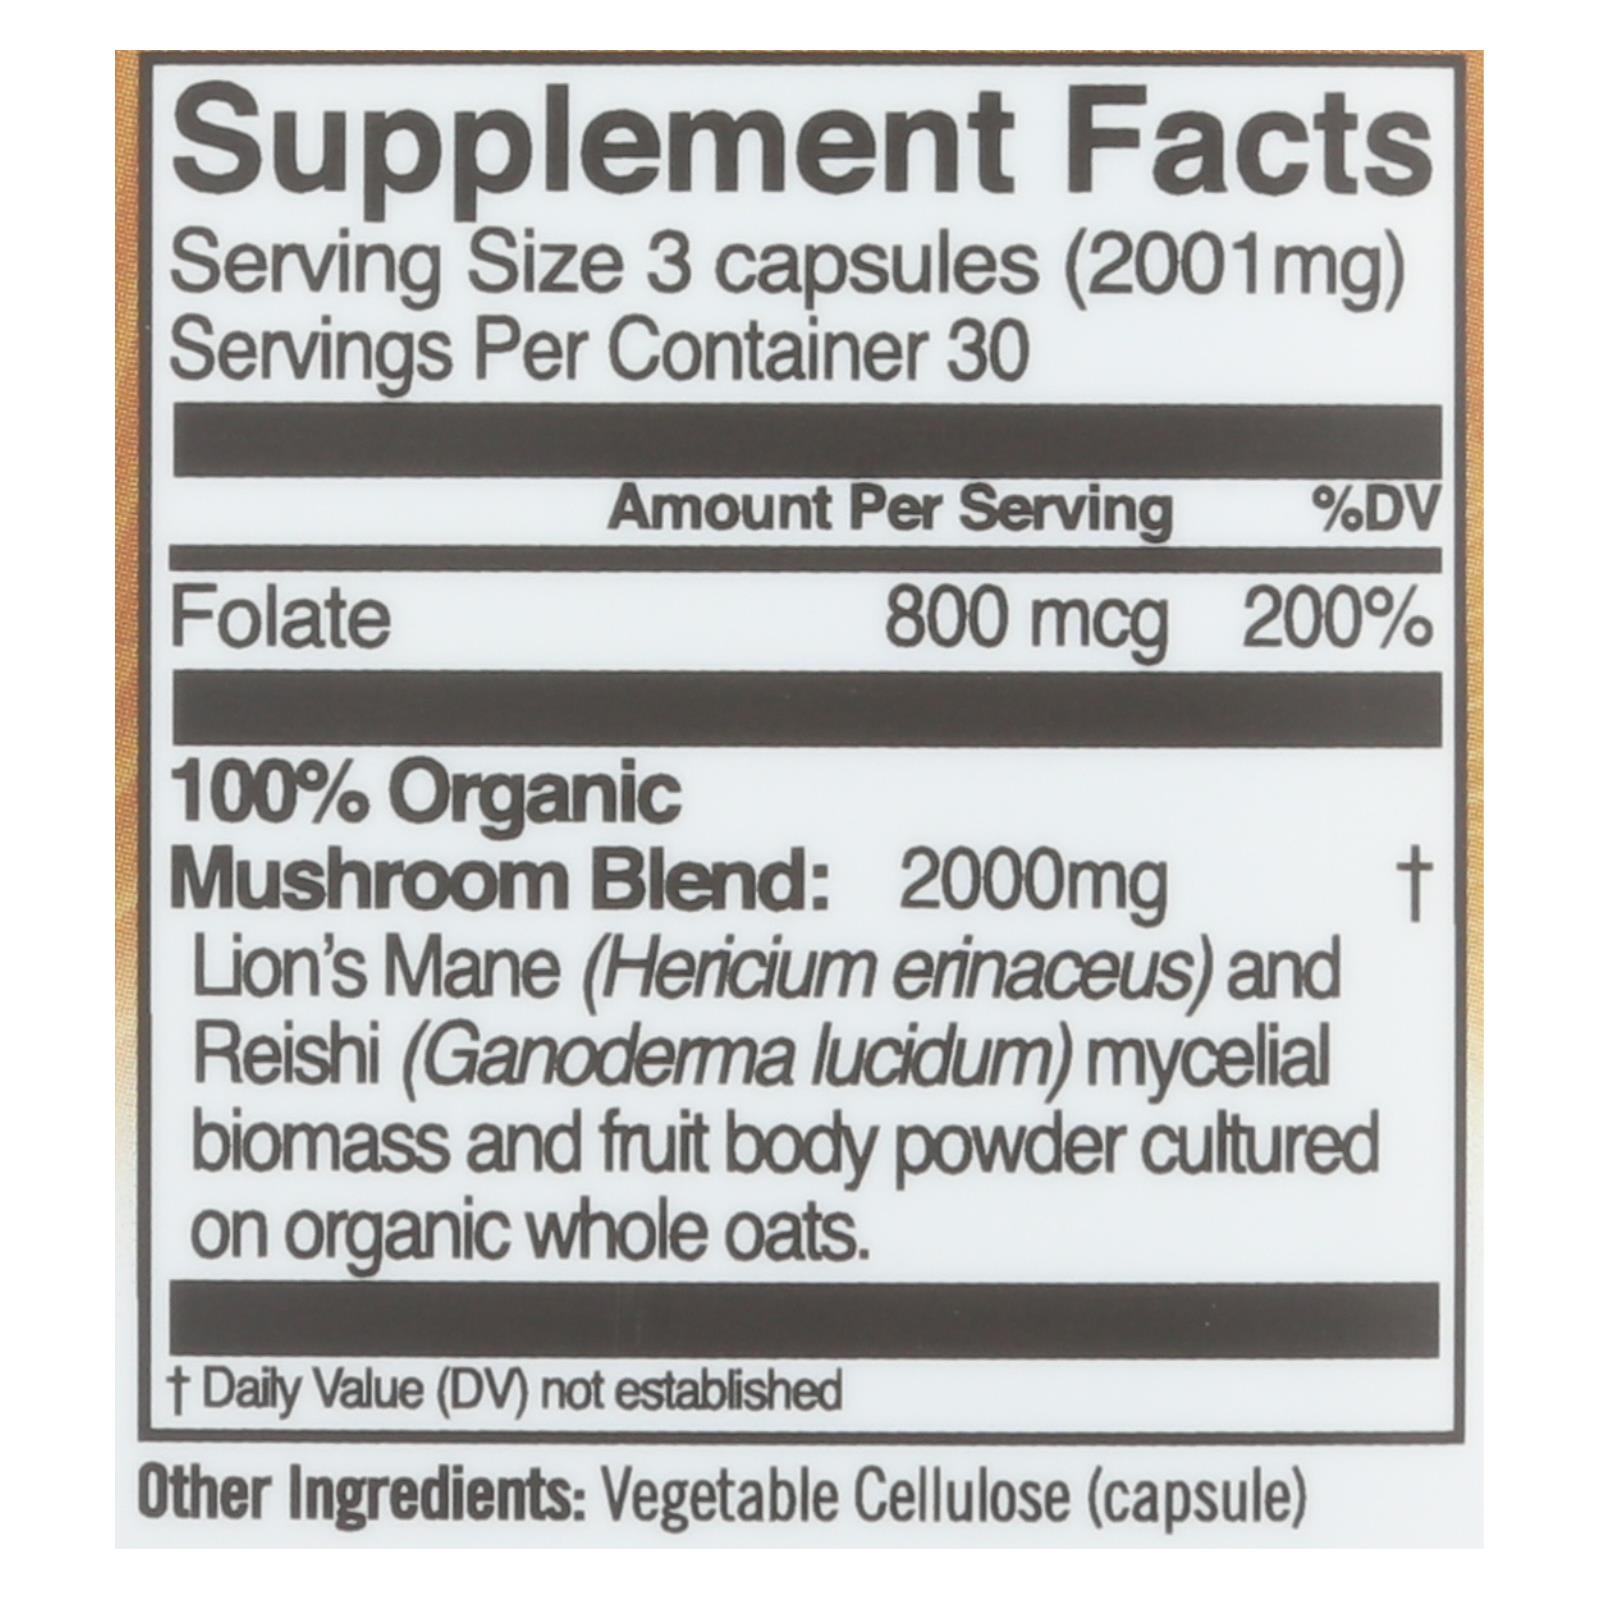 Supplement Facts
Serving Size 3 capsules (2001mg)
Servings Per Container 30
Amount Per Serving %DV
Folate 800 mcg 200%
100% Organic
Mushroom Blend: 2000mg †
Lion's Mane (Hericium erinaceus) and
Reishi (Ganoderma lucidum) mycelial
biomass and fruit body powder cultured
on organic whole oats.
† Daily Value (DV) not established
Other Ingredients: Vegetable Cellulose (capsule)